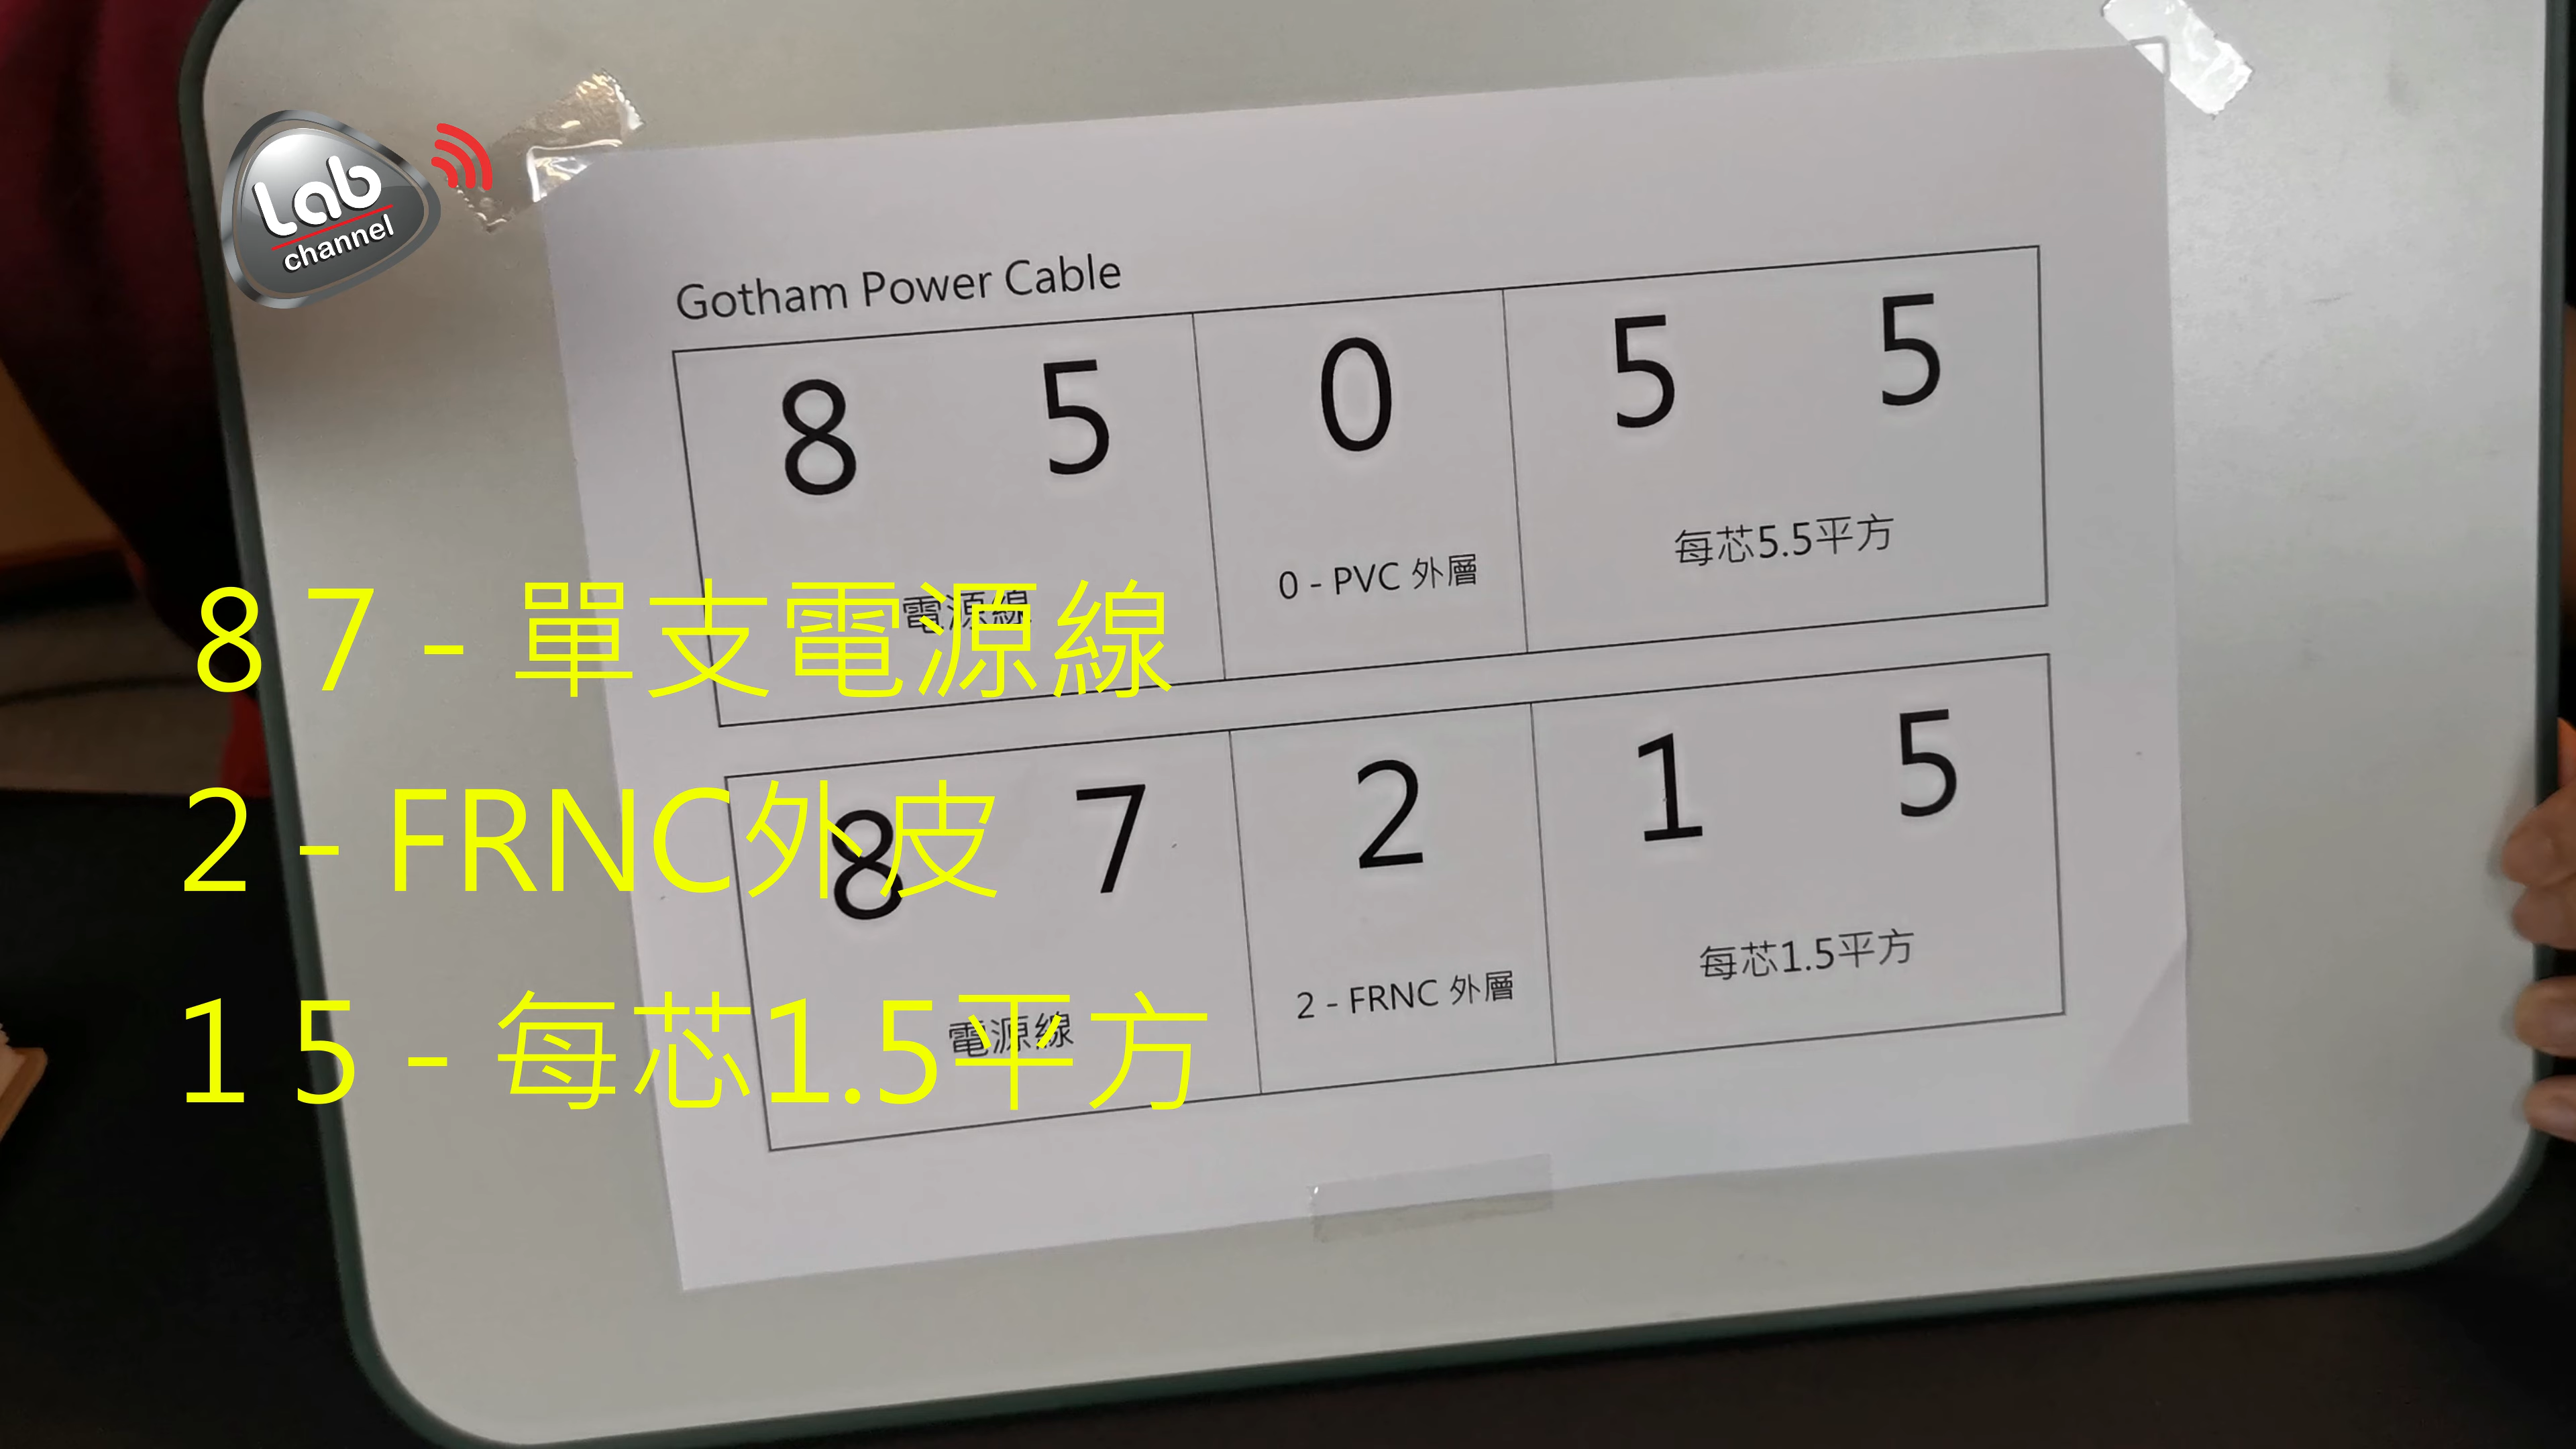 Lab
channel
Gotham Power Cable
8 5 0 5 5
電源線 0 - PVC 外層 每芯5.5平方
8 7 - 單支電源線
8 7 2 1 5
2 - FRNC外皮
電源線 2 - FRNC 外層 每芯1.5平方
1 5 - 每芯1.5平方